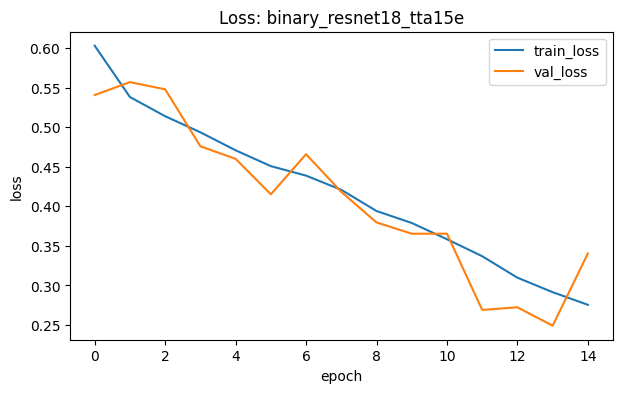 Loss: binary_resnet18_tta15e
train_loss
val_loss
0.60
0.55
0.50
0.45
0.40
0.35
0.30
0.25
loss
0 2 4 6 8 10 12 14
epoch